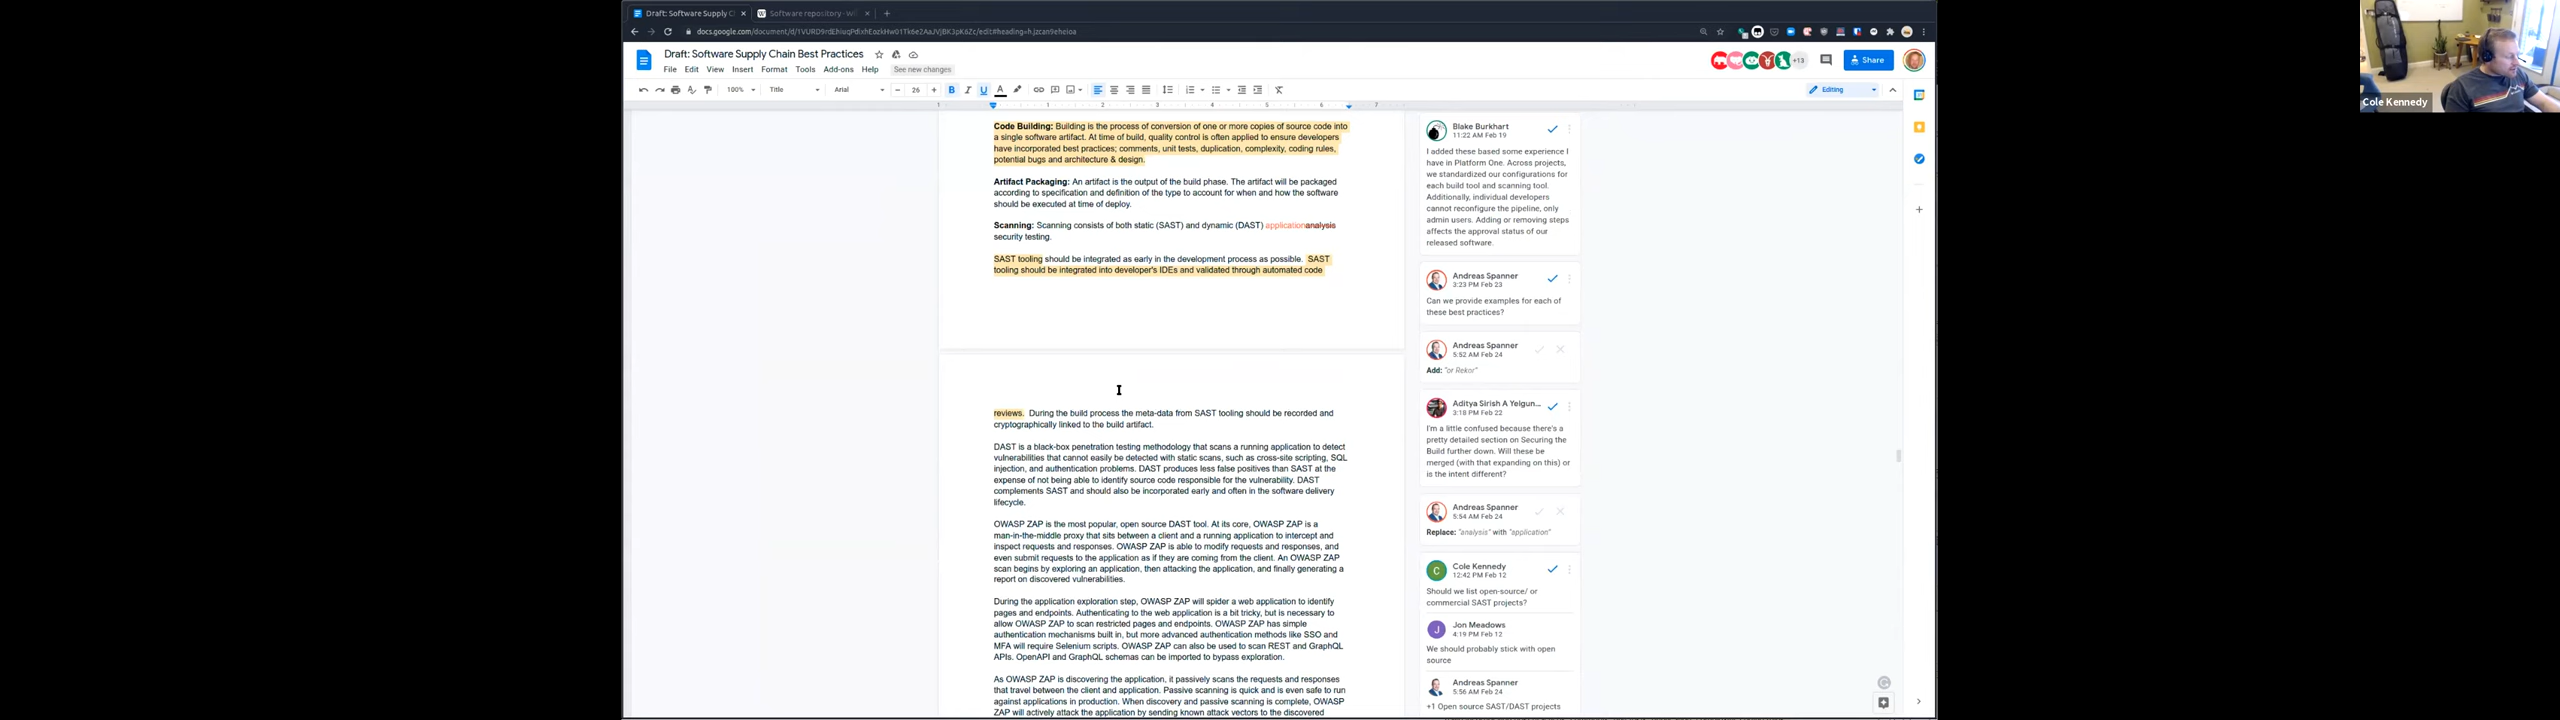 Draft: Software Supply C
Software repository - Wi
Draft: Software Supply Chain Best Practices
File Edit View Insert Format Tools Add-ons Help See new changes
+13
Share
100% Title Arial 26 Editing
1 1 2 3 4 5 6 7
Code Building: Building is the process of conversion of one or more copies of source code into
a single software artifact. At time of build, quality control is often applied to ensure developers
have incorporated best practices; comments, unit tests, duplication, complexity, coding rules,
potential bugs and architecture & design.
Artifact Packaging: An artifact is the output of the build phase. The artifact will be packaged
according to specification and definition of the type to account for when and how the software
should be executed at time of deploy.
Scanning: Scanning consists of both static (SAST) and dynamic (DAST) applicationanalysis
security testing.
SAST tooling should be integrated as early in the development process as possible. SAST
tooling should be integrated into developer's IDEs and validated through automated code
reviews. During the build process the meta-data from SAST tooling should be recorded and
cryptographically linked to the build artifact.
DAST is a black-box penetration testing methodology that scans a running application to detect
vulnerabilities that cannot easily be detected with static scans, such as cross-site scripting, SQL
injection, and authentication problems. DAST produces less false positives than SAST at the
expense of not being able to identify source code responsible for the vulnerability. DAST
complements SAST and should also be incorporated early and often in the software delivery
lifecycle.
OWASP ZAP is the most popular, open source DAST tool. At its core, OWASP ZAP is a
man-in-the-middle proxy that sits between a client and a running application to intercept and
inspect requests and responses. OWASP ZAP is able to modify requests and responses, and
even submit requests to the application as if they are coming from the client. An OWASP ZAP
scan begins by exploring an application, then attacking the application, and finally generating a
report on discovered vulnerabilities.
During the application exploration step, OWASP ZAP will spider a web application to identify
pages and endpoints. Authenticating to the web application is a bit tricky, but is necessary to
allow OWASP ZAP to scan restricted pages and endpoints. OWASP ZAP has simple
authentication mechanisms built in, but more advanced authentication methods like SSO and
MFA will require Selenium scripts. OWASP ZAP can also be used to scan REST and GraphQL
APIs. OpenAPI and GraphQL schemas can be imported to bypass exploration.
As OWASP ZAP is discovering the application, it passively scans the requests and responses
that travel between the client and application. Passive scanning is quick and is even safe to run
against applications in production. When discovery and passive scanning is complete, OWASP
ZAP will actively attack the application by sending known attack vectors to the discovered
Blake Burkhart
11:22 AM Feb 19
I added these based some experience I
have in Platform One. Across projects,
we standardized our configurations for
each build tool and scanning tool.
Additionally, individual developers
cannot reconfigure the pipeline, only
admin users. Adding or removing steps
affects the approval status of our
released software.
Andreas Spanner
3:23 PM Feb 23
Can we provide examples for each of
these best practices?
Andreas Spanner
5:52 AM Feb 24
Add: "or Rekor"
Aditya Sirish A Yelgun...
3:18 PM Feb 22
I'm a little confused because there's a
pretty detailed section on Securing the
Build further down. Will these be
merged (with that expanding on this) or
is the intent different?
Andreas Spanner
5:54 AM Feb 24
Replace: "analysis" with "application"
C
Cole Kennedy
12:42 PM Feb 12
Should we list open-source/ or
commercial SAST projects?
J
Jon Meadows
4:19 PM Feb 12
We should probably stick with open
source
Andreas Spanner
5:56 AM Feb 24
+1 Open source SAST/DAST projects
Cole Kennedy